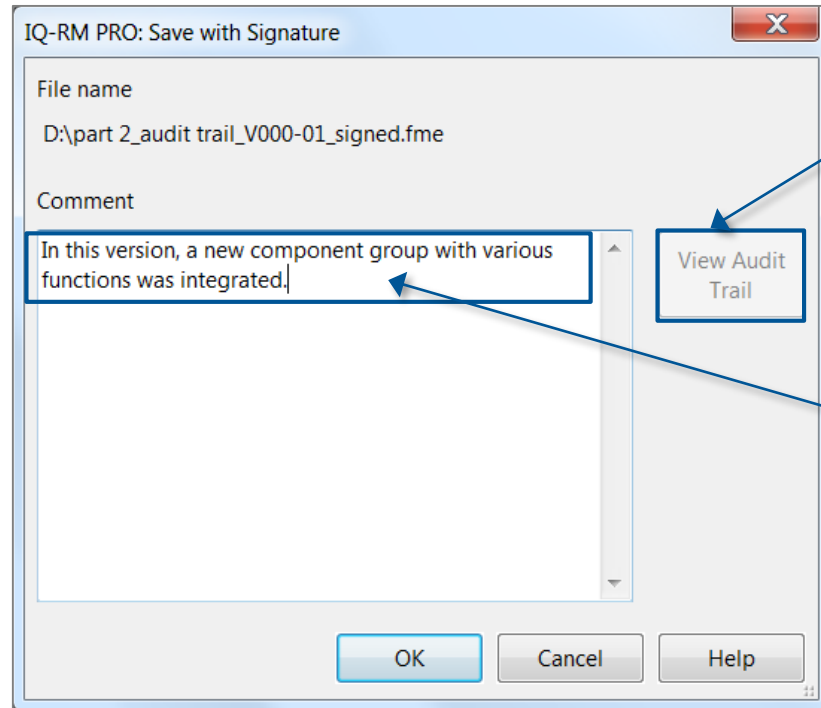 IQ-RM PRO: Save with Signature
File name
D:\part 2_audit trail_V000-01_signed.fme
Comment
In this version, a new component group with various
functions was integrated.
View Audit
Trail
OK
Cancel
Help